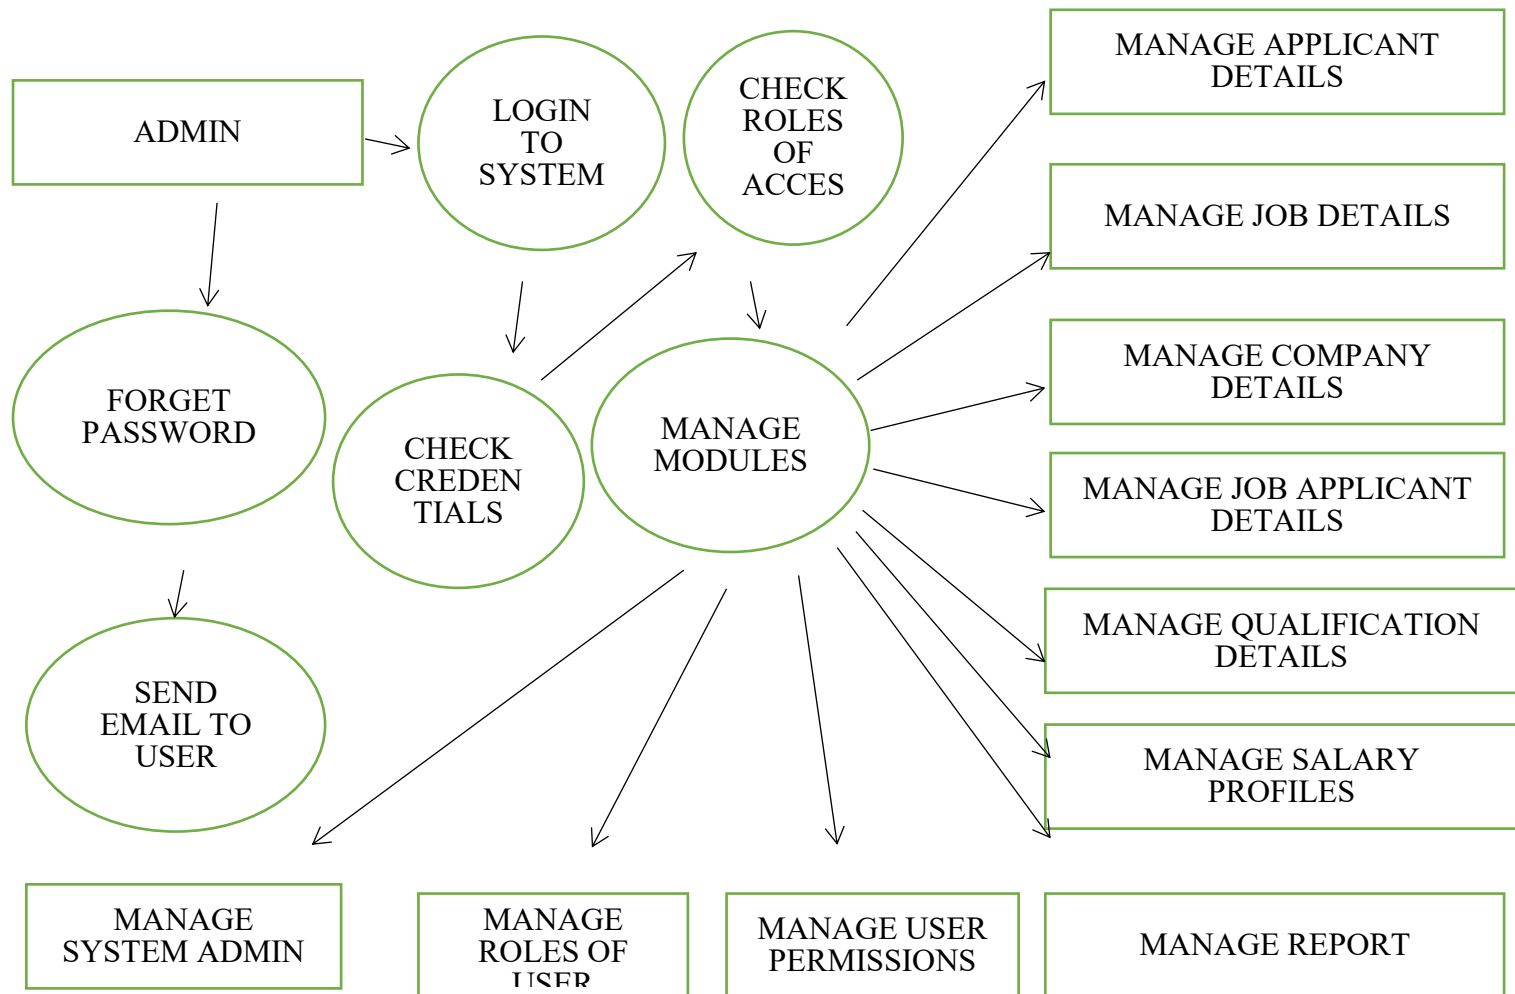 ADMIN
LOGIN
TO
SYSTEM
CHECK
ROLES
OF
ACCES
MANAGE APPLICANT
DETAILS
MANAGE JOB DETAILS
FORGET
PASSWORD
CHECK
CREDEN
TIALS
MANAGE
MODULES
MANAGE COMPANY
DETAILS
MANAGE JOB APPLICANT
DETAILS
MANAGE QUALIFICATION
DETAILS
SEND
EMAIL TO
USER
MANAGE SALARY
PROFILES
MANAGE
SYSTEM ADMIN
MANAGE
ROLES OF
USER
MANAGE USER
PERMISSIONS
MANAGE REPORT